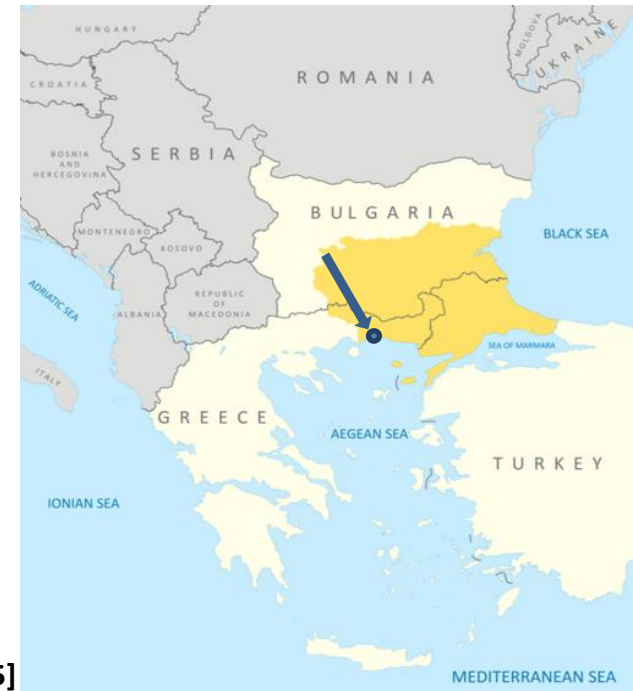 HUNGARY
MOLDOVA
UKRAINE
CROATIA
ROMANIA
BOSNIA
AND
HERCEGOVINA
SERBIA
BULGARIA
MONTENEGRO
KOSOVO
BLACK SEA
ADRIATIC SEA
ALBANIA
REPUBLIC
OF
MACEDONIA
SEA OF MARMARA
ITALY
GREECE
AEGEAN SEA
TURKEY
IONIAN SEA
5]
MEDITERRANEAN SEA